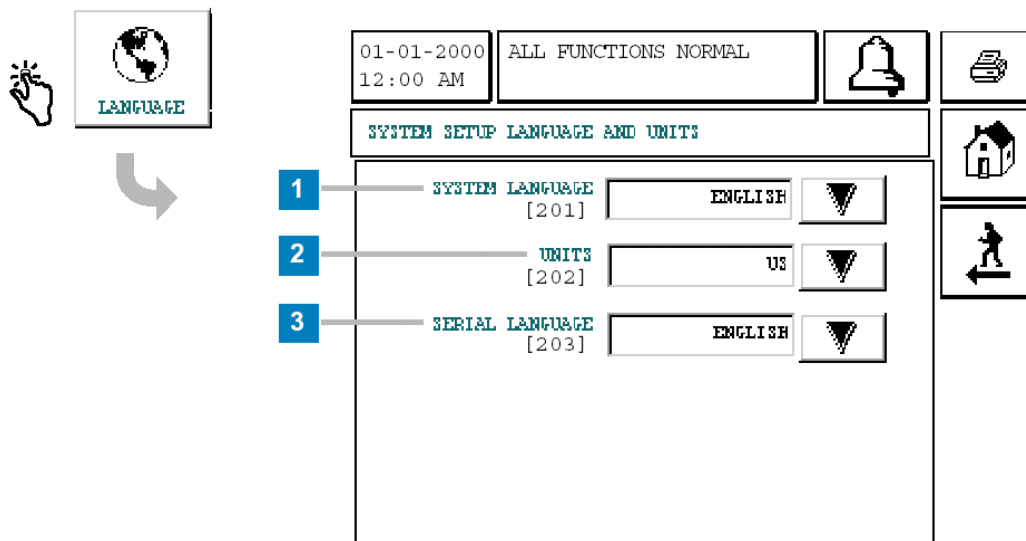 LANGUAGE
01-01-2000
12:00 AM
ALL FUNCTIONS NORMAL
SYSTEM SETUP LANGUAGE AND UNITS
1
SYSTEM LANGUAGE
[201]
ENGLISH
2
UNITS
[202]
US
3
SERIAL LANGUAGE
[203]
ENGLISH